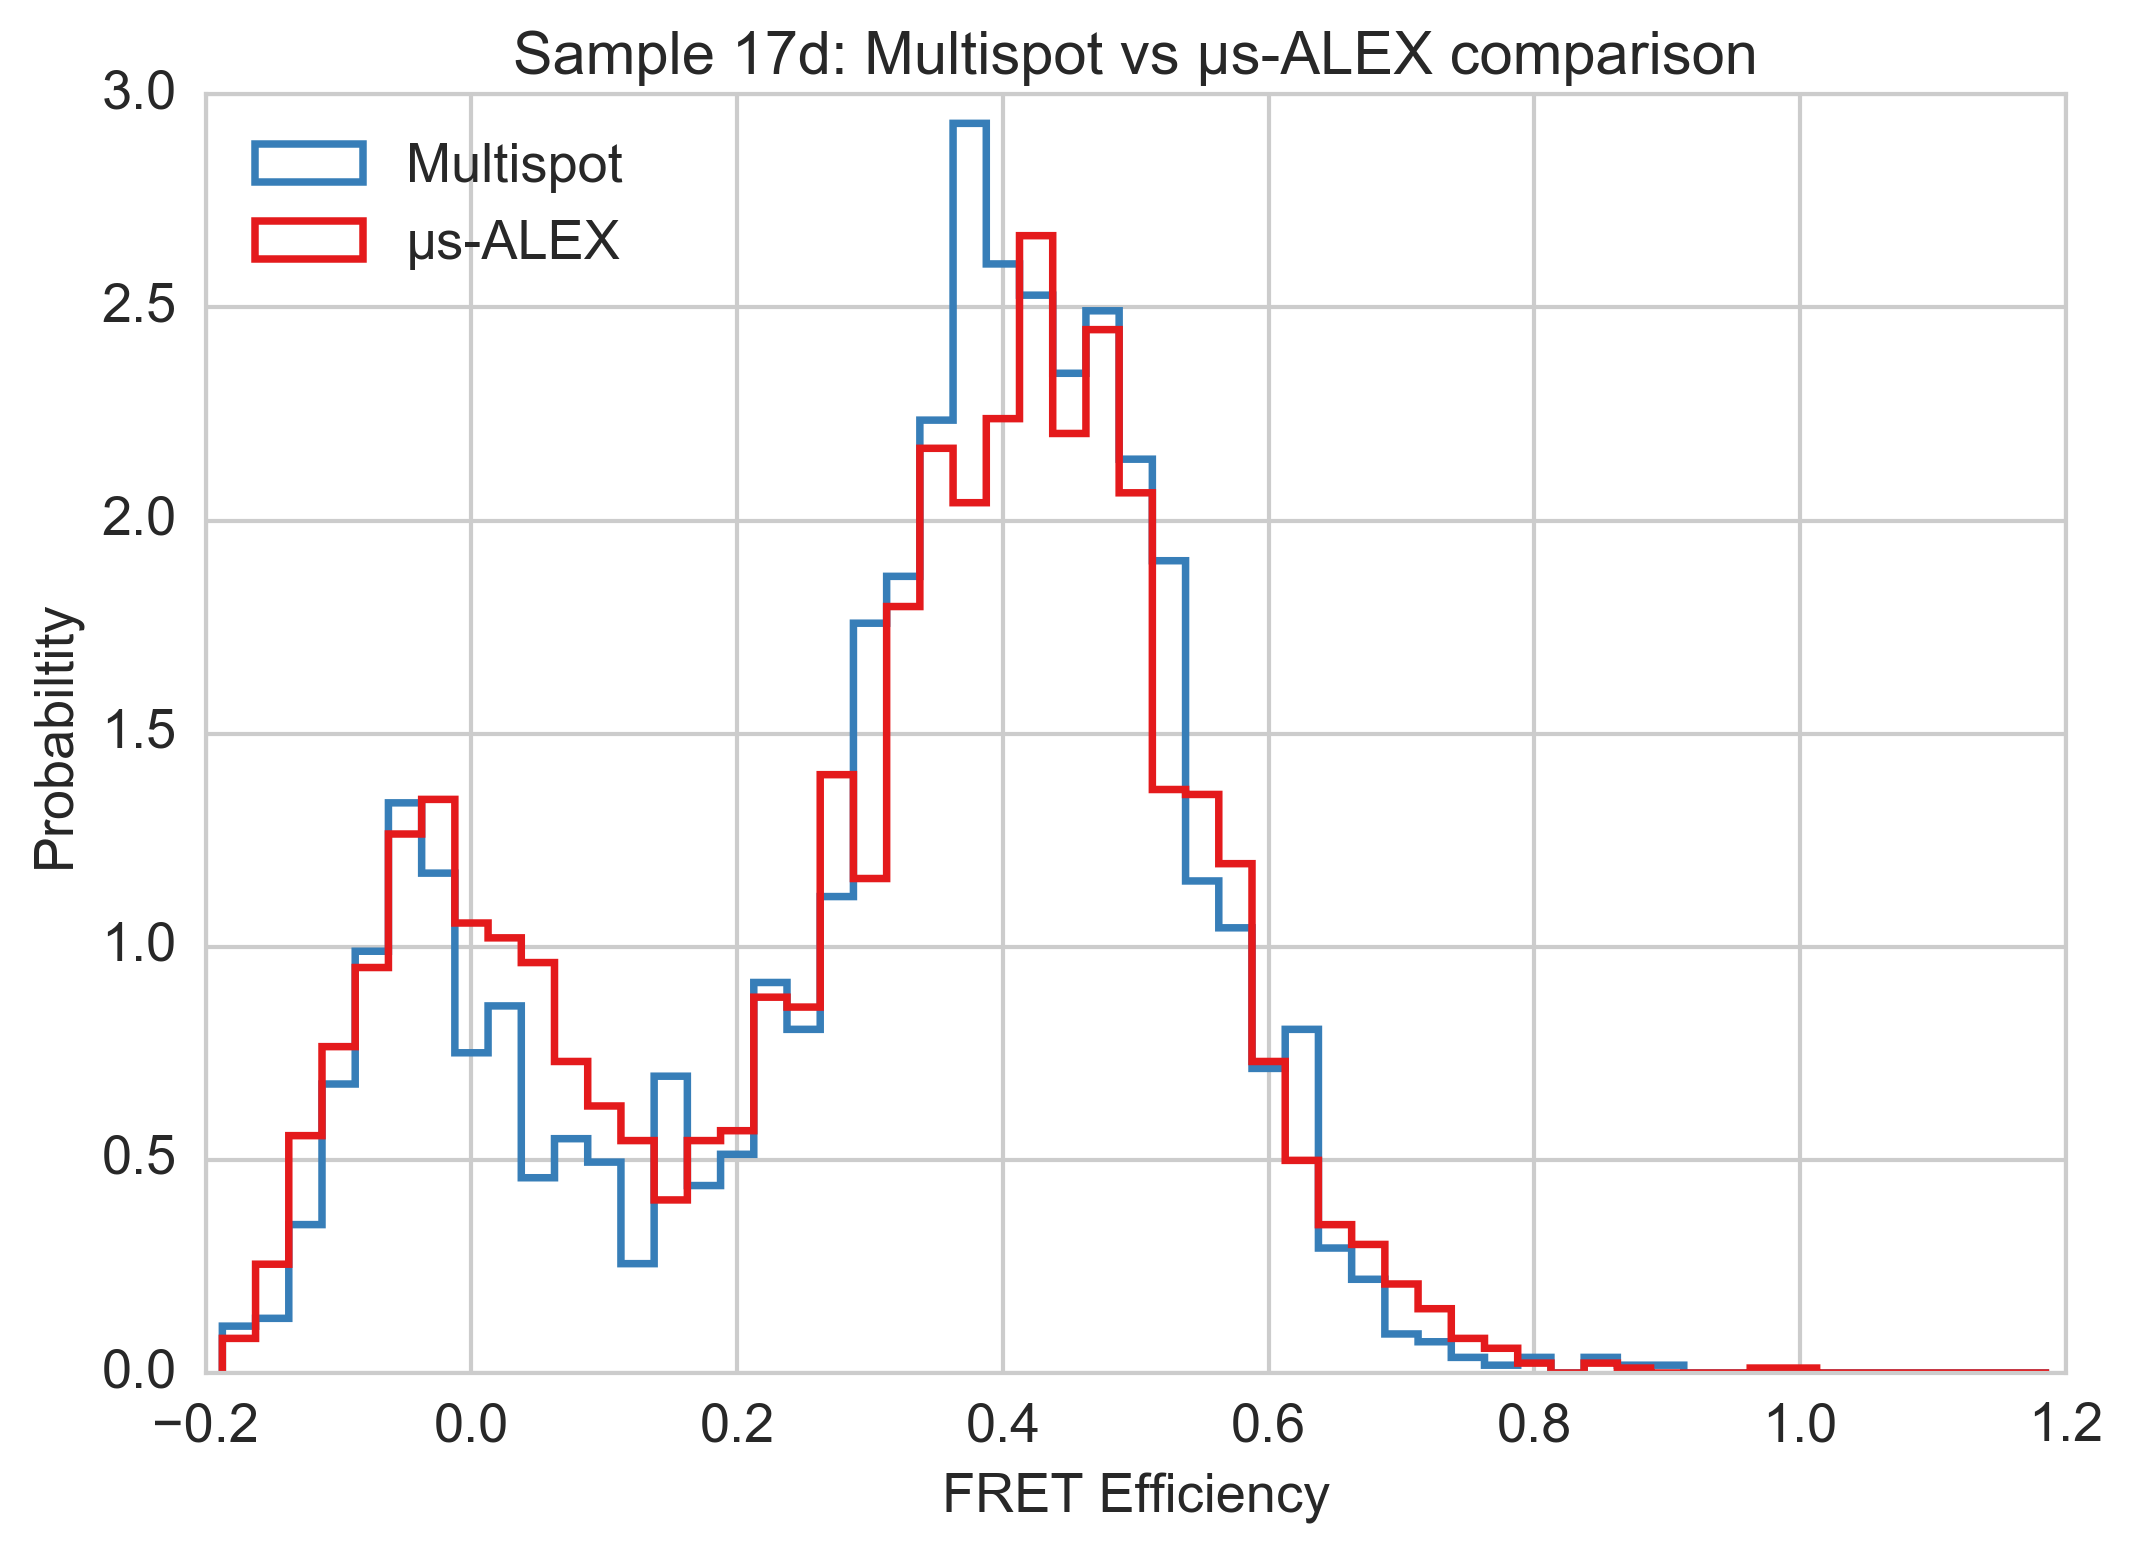 Sample 17d: Multispot vs µs-ALEX comparison
Multispot
µs-ALEX
3.0
2.5
2.0
1.5
1.0
0.5
0.0
Probabiltity
−0.2 0.0 0.2 0.4 0.6 0.8 1.0 1.2
FRET Efficiency